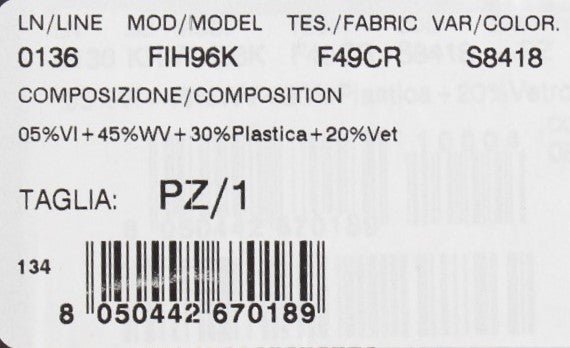 LN/LINE MOD/MODEL TES./FABRIC VAR/COLOR.
0136 FIH96K F49CR S8418
COMPOSIZIONE/COMPOSITION
05%VI+45%WV+30%Plastica+20%Vet
TAGLIA: PZ/1
134
8 050442 670189